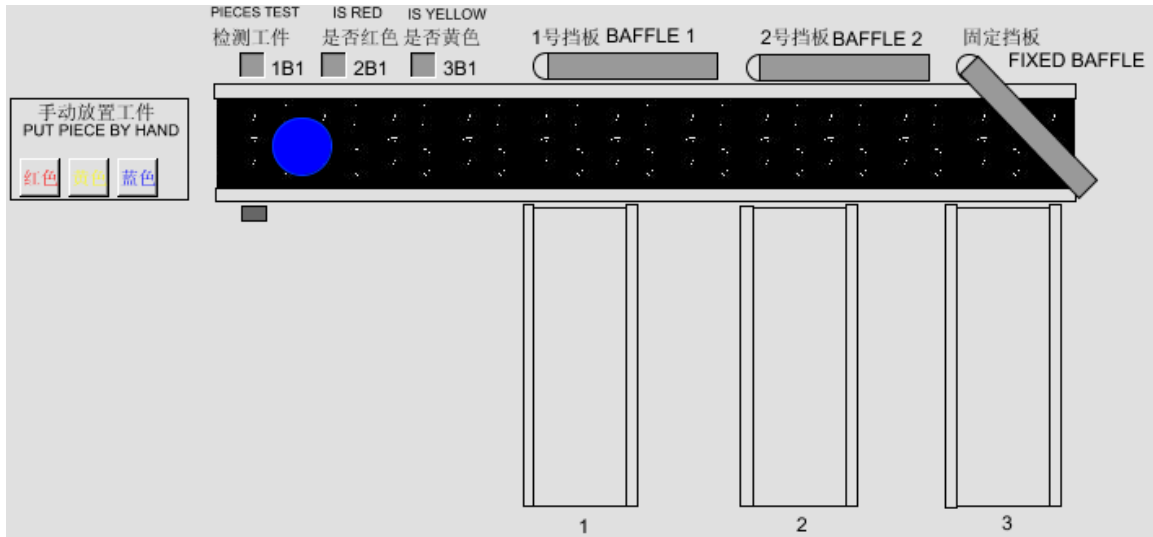 PIECES TEST
IS RED
IS YELLOW
检测工件
是否红色
是否黄色
1号挡板 BAFFLE 1
2号挡板 BAFFLE 2
固定挡板
FIXED BAFFLE
1B1
2B1
3B1
手动放置工件
PUT PIECE BY HAND
红色
黄色
蓝色
1
2
3